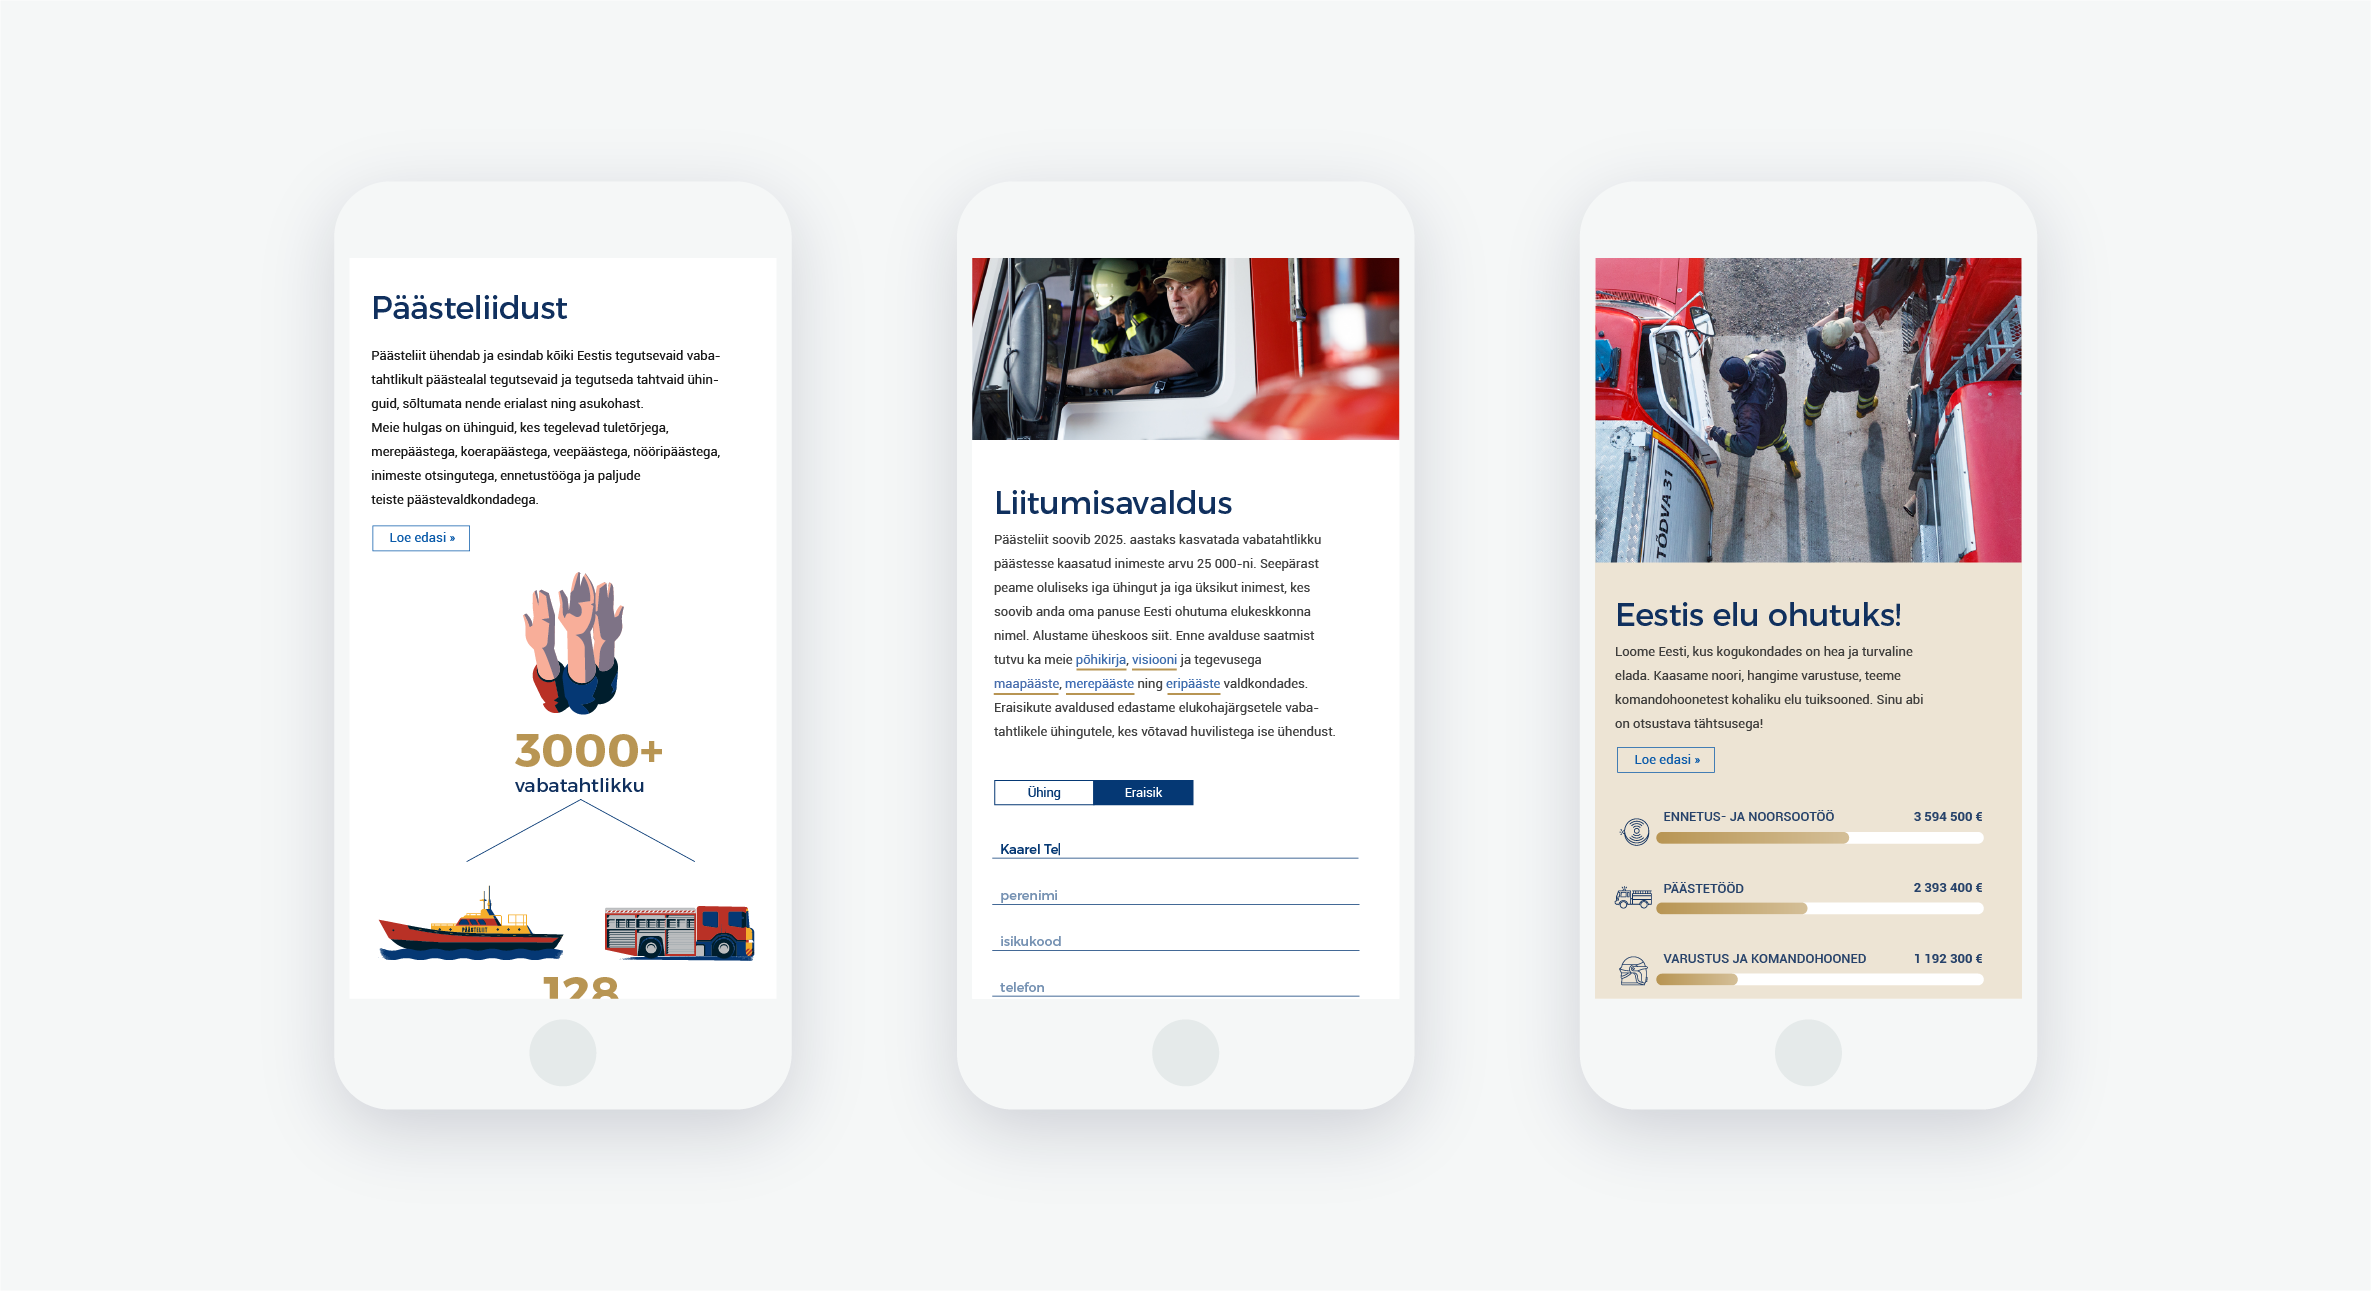 Päästeliidust
Päästeliit ühendab ja esindab kõiki Eestis tegutsevaid vaba-
tahtlikult päästealal tegutsevaid ja tegutseda tahtvaid ühin-
guid, sõltumata nende erialast ning asukohast.
Meie hulgas on ühinguid, kes tegelevad tuletõrjega,
merepäästega, koerapäästega, veepäästega, nööripäästega,
inimeste otsingutega, ennetustööga ja paljude
teiste päästevaldkondadega.
Loe edasi »
3000+
vabatahtlikku
PÄÄSTELIIT
128
Liitumisavaldus
Päästeliit soovib 2025. aastaks kasvatada vabatahtlikku
päästesse kaasatud inimeste arvu 25 000-ni. Seepärast
peame oluliseks iga ühingut ja iga üksikut inimest, kes
soovib anda oma panuse Eesti ohutuma elukeskkonna
nimel. Alustame üheskoos siit. Enne avalduse saatmist
tutvu ka meie põhikirja, visiooni ja tegevusega
maapääste, merepääste ning eripääste valdkondades.
Eraisikute avaldused edastame elukohajärgsetele vaba-
tahtlikele ühingutele, kes võtavad huvilistega ise ühendust.
Ühing
Eraisik
Kaarel Te
perenimi
isikukood
telefon
TÕDVA 31
Eestis elu ohutuks!
Loome Eesti, kus kogukondades on hea ja turvaline
elada. Kaasame noori, hangime varustuse, teeme
komandohoonetest kohaliku elu tuiksooned. Sinu abi
on otsustava tähtsusega!
Loe edasi »
ENNETUS- JA NOORSOOTÖÖ 3 594 500 €
PÄÄSTETÖÖD 2 393 400 €
VARUSTUS JA KOMANDOHOONED 1 192 300 €